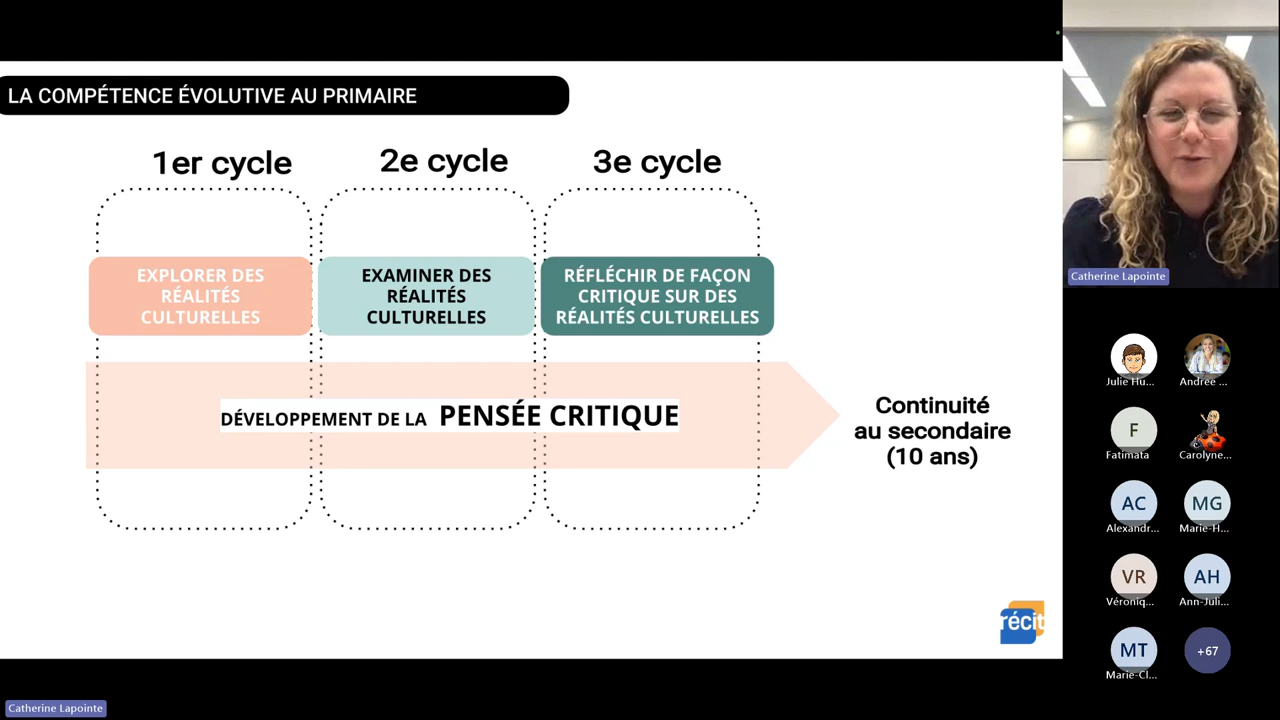 LA COMPÉTENCE ÉVOLUTIVE AU PRIMAIRE
1er cycle
2e cycle
3e cycle
EXPLORER DES
RÉALITÉS
CULTURELLES
EXAMINER DES
RÉALITÉS
CULTURELLES
RÉFLÉCHIR DE FAÇON
CRITIQUE SUR DES
RÉALITÉS CULTURELLES
DÉVELOPPEMENT DE LA PENSÉE CRITIQUE
Continuité
au secondaire
(10 ans)
récit
Catherine Lapointe
Julie Hu...
Andrée ...
F
Fatimata
Carolyne...
AC
Alexandr...
MG
Marie-H...
VR
Véroniq...
AH
Ann-Juli...
MT
Marie-Cl...
+67
Catherine Lapointe